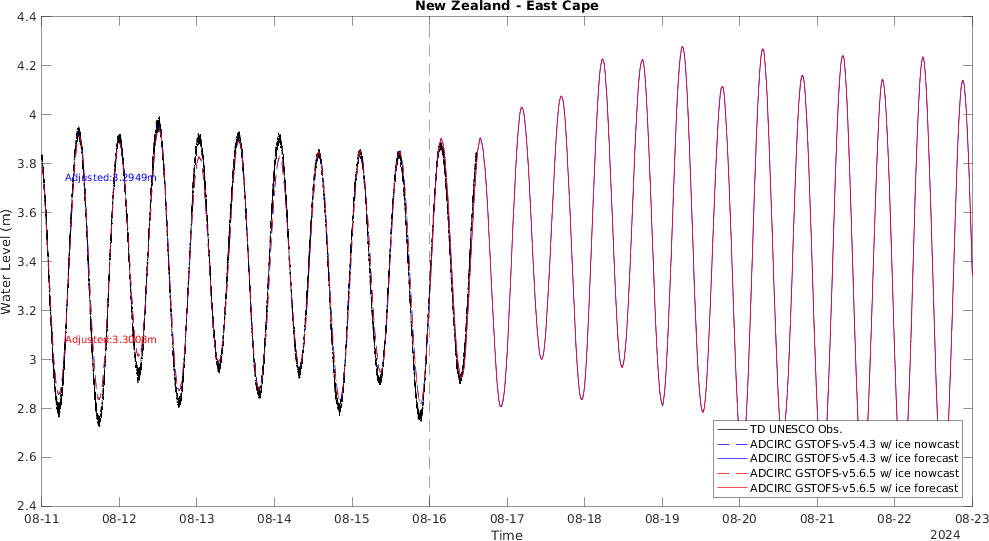 New Zealand - East Cape
4.4
4.2
4
3.8
3.6
3.4
3.2
3
2.8
2.6
2.4
Water Level (m)
Adjusted:3.2949m
Adjusted:3.3008m
TD UNESCO Obs.
ADCIRC GSTOFS-v5.4.3 w/ ice nowcast
ADCIRC GSTOFS-v5.4.3 w/ ice forecast
ADCIRC GSTOFS-v5.6.5 w/ ice nowcast
ADCIRC GSTOFS-v5.6.5 w/ ice forecast
08-11 08-12 08-13 08-14 08-15 08-16 08-17 08-18 08-19 08-20 08-21 08-22 08-23
Time
2024